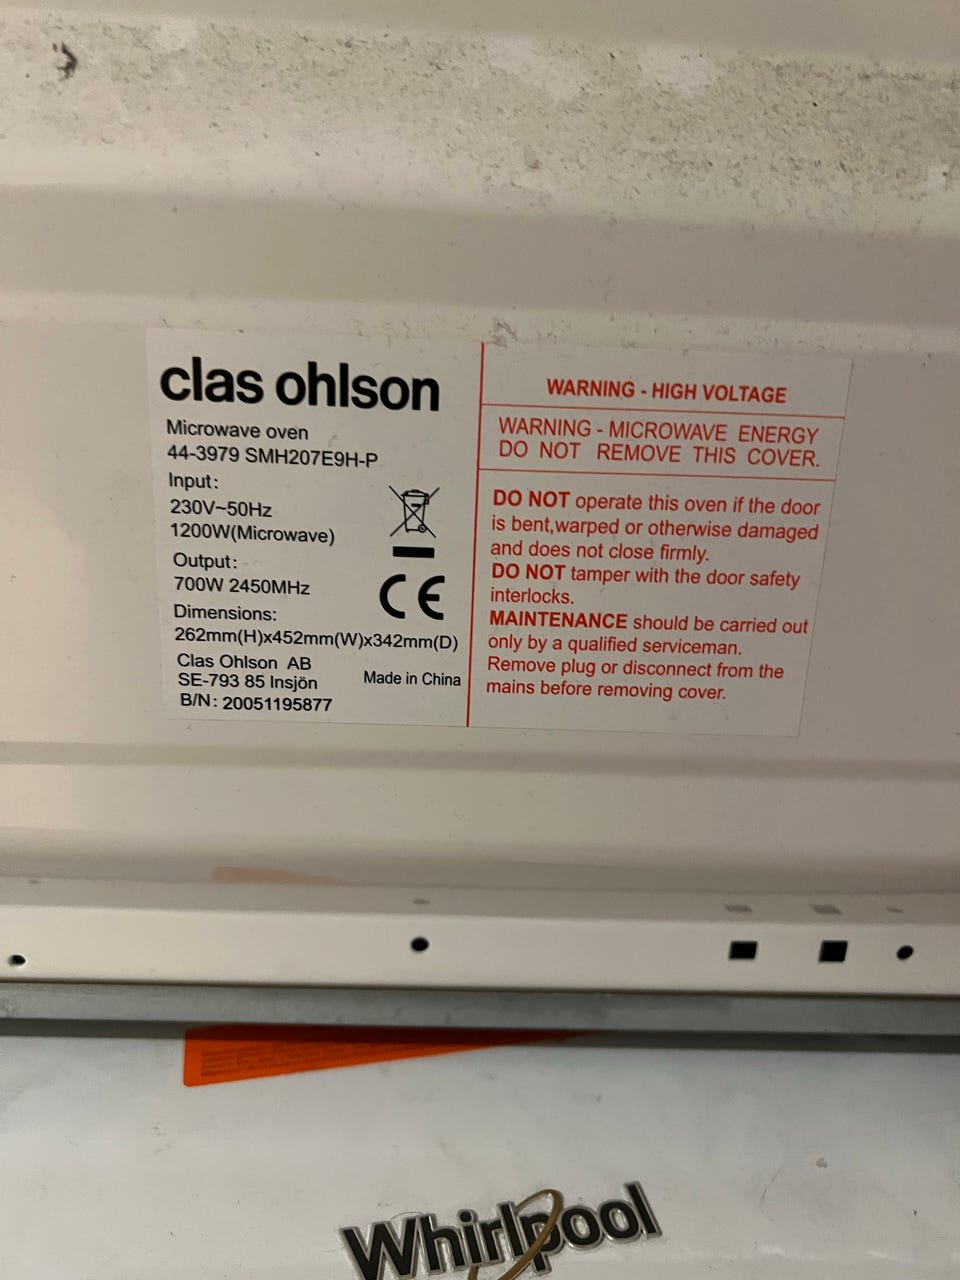 clas ohlson
Microwave oven
44-3979 SMH207E9H-P
Input:
230V~50Hz
1200W(Microwave)
Output:
700W 2450MHz
Dimensions:
262mm(H)x452mm(W)x342mm(D)
Clas Ohlson AB
SE-793 85 Insjön
Made in China
B/N: 20051195877
CE
WARNING - HIGH VOLTAGE
WARNING - MICROWAVE ENERGY
DO NOT REMOVE THIS COVER.
DO NOT operate this oven if the door
is bent,warped or otherwise damaged
and does not close firmly.
DO NOT tamper with the door safety
interlocks.
MAINTENANCE should be carried out
only by a qualified serviceman.
Remove plug or disconnect from the
mains before removing cover.
Whirlpool